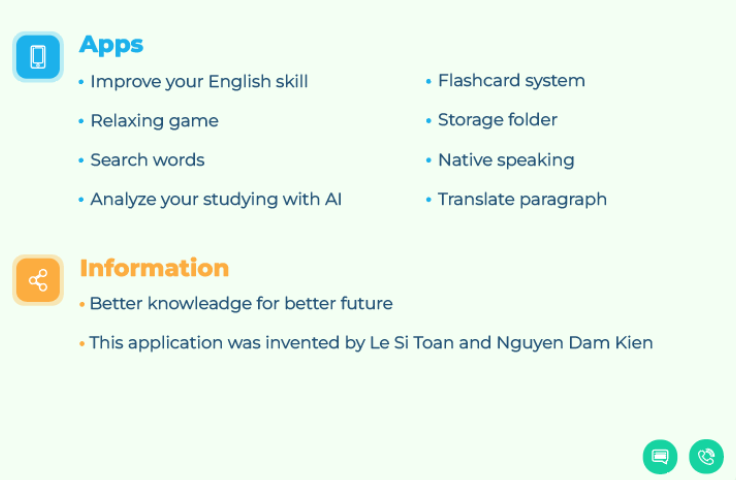 Apps
• Improve your English skill
• Relaxing game
• Search words
• Analyze your studying with AI
• Flashcard system
• Storage folder
• Native speaking
• Translate paragraph
Information
• Better knowleadge for better future
• This application was invented by Le Si Toan and Nguyen Dam Kien